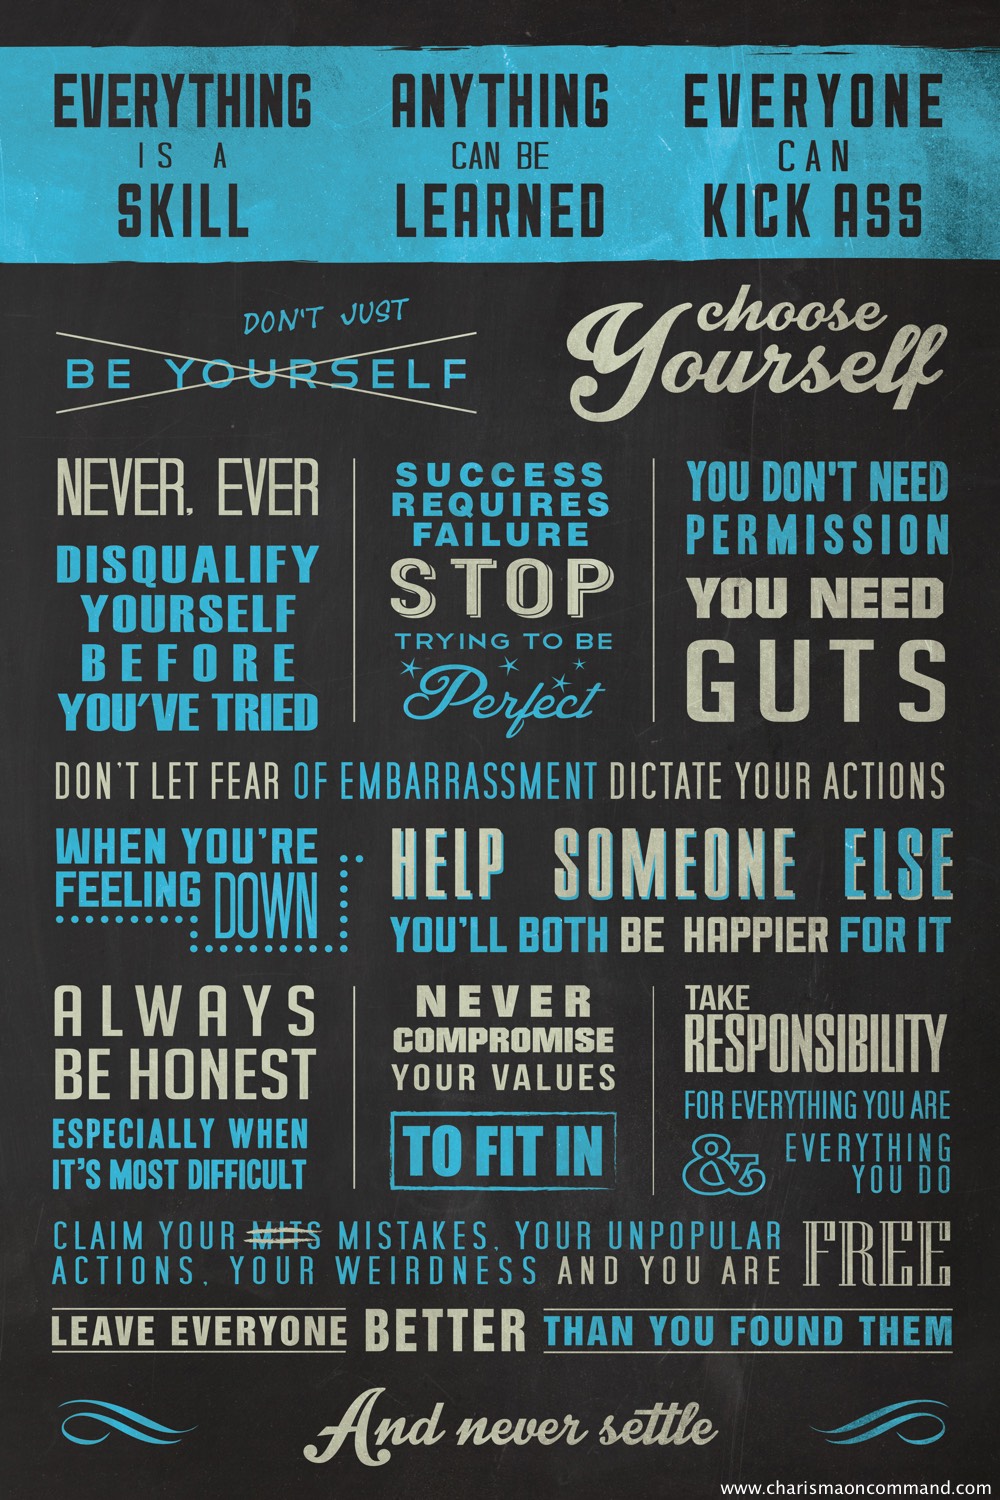 EVERYTHING
IS A
SKILL
ANYTHING
CAN BE
LEARNED
EVERYONE
CAN
KICK ASS
DON'T JUST
BE YOURSELF
choose
Yourself
NEVER, EVER
DISQUALIFY
YOURSELF
BEFORE
YOU'VE TRIED
SUCCESS
REQUIRES
FAILURE
STOP
TRYING TO BE
Perfect
YOU DON'T NEED
PERMISSION
YOU NEED
GUTS
DON'T LET FEAR OF EMBARRASSMENT DICTATE YOUR ACTIONS
WHEN YOU'RE
FEELING DOWN
HELP SOMEONE ELSE
YOU'LL BOTH BE HAPPIER FOR IT
ALWAYS
BE HONEST
ESPECIALLY WHEN
IT'S MOST DIFFICULT
NEVER
COMPROMISE
YOUR VALUES
TO FIT IN
TAKE
RESPONSIBILITY
FOR EVERYTHING YOU ARE
& EVERYTHING
YOU DO
CLAIM YOUR MITS MISTAKES, YOUR UNPOPULAR
ACTIONS, YOUR WEIRDNESS AND YOU ARE FREE
LEAVE EVERYONE BETTER THAN YOU FOUND THEM
And never settle
www.charismaoncommand.com